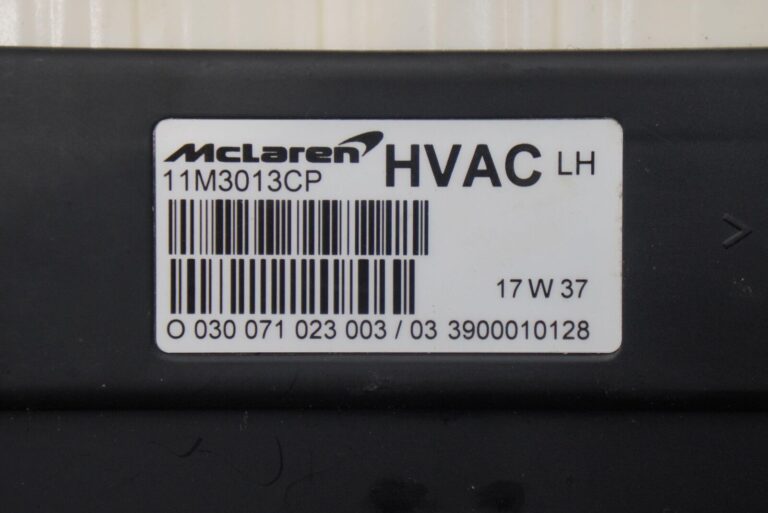 McLaren HVAC LH
11M3013CP
17 W 37
O 030 071 023 003 / 03 3900010128